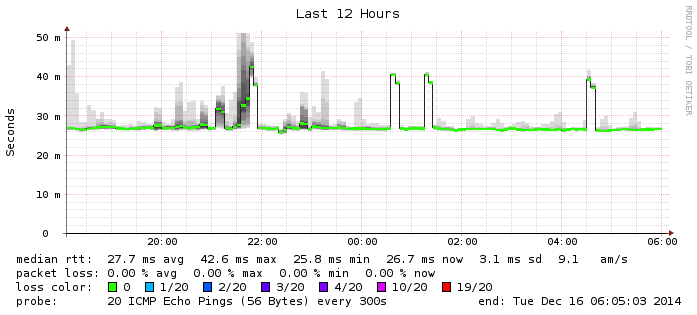 Last 12 Hours
RRDTOOL / TOBI OETIKER
Seconds
50 m
40 m
30 m
20 m
10 m
0
20:00 22:00 00:00 02:00 04:00 06:00
median rtt: 27.7 ms avg 42.6 ms max 25.8 ms min 26.7 ms now 3.1 ms sd 9.1 am/s
packet loss: 0.00 % avg 0.00 % max 0.00 % min 0.00 % now
loss color: 0 1/20 2/20 3/20 4/20 10/20 19/20
probe: 20 ICMP Echo Pings (56 Bytes) every 300s end: Tue Dec 16 06:05:03 2014